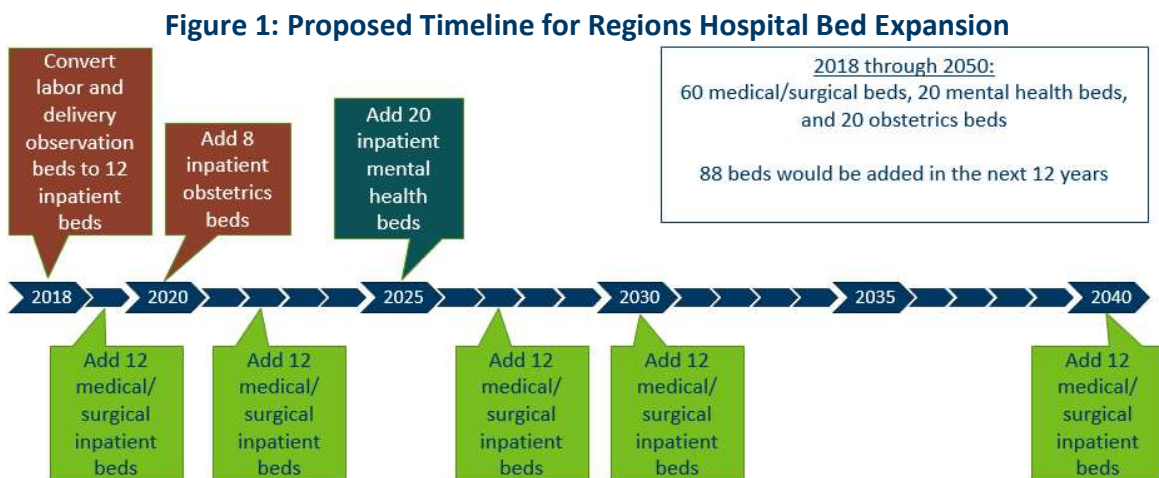 Figure 1: Proposed Timeline for Regions Hospital Bed Expansion
Convert
labor and
delivery
observation
beds to 12
inpatient
beds
Add 8
inpatient
obstetrics
beds
Add 20
inpatient
mental
health
beds
2018 through 2050:
60 medical/surgical beds, 20 mental health beds,
and 20 obstetrics beds
88 beds would be added in the next 12 years
2018
2020
2025
2030
2035
2040
Add 12
medical/
surgical
inpatient
beds
Add 12
medical/
surgical
inpatient
beds
Add 12
medical/
surgical
inpatient
beds
Add 12
medical/
surgical
inpatient
beds
Add 12
medical/
surgical
inpatient
beds